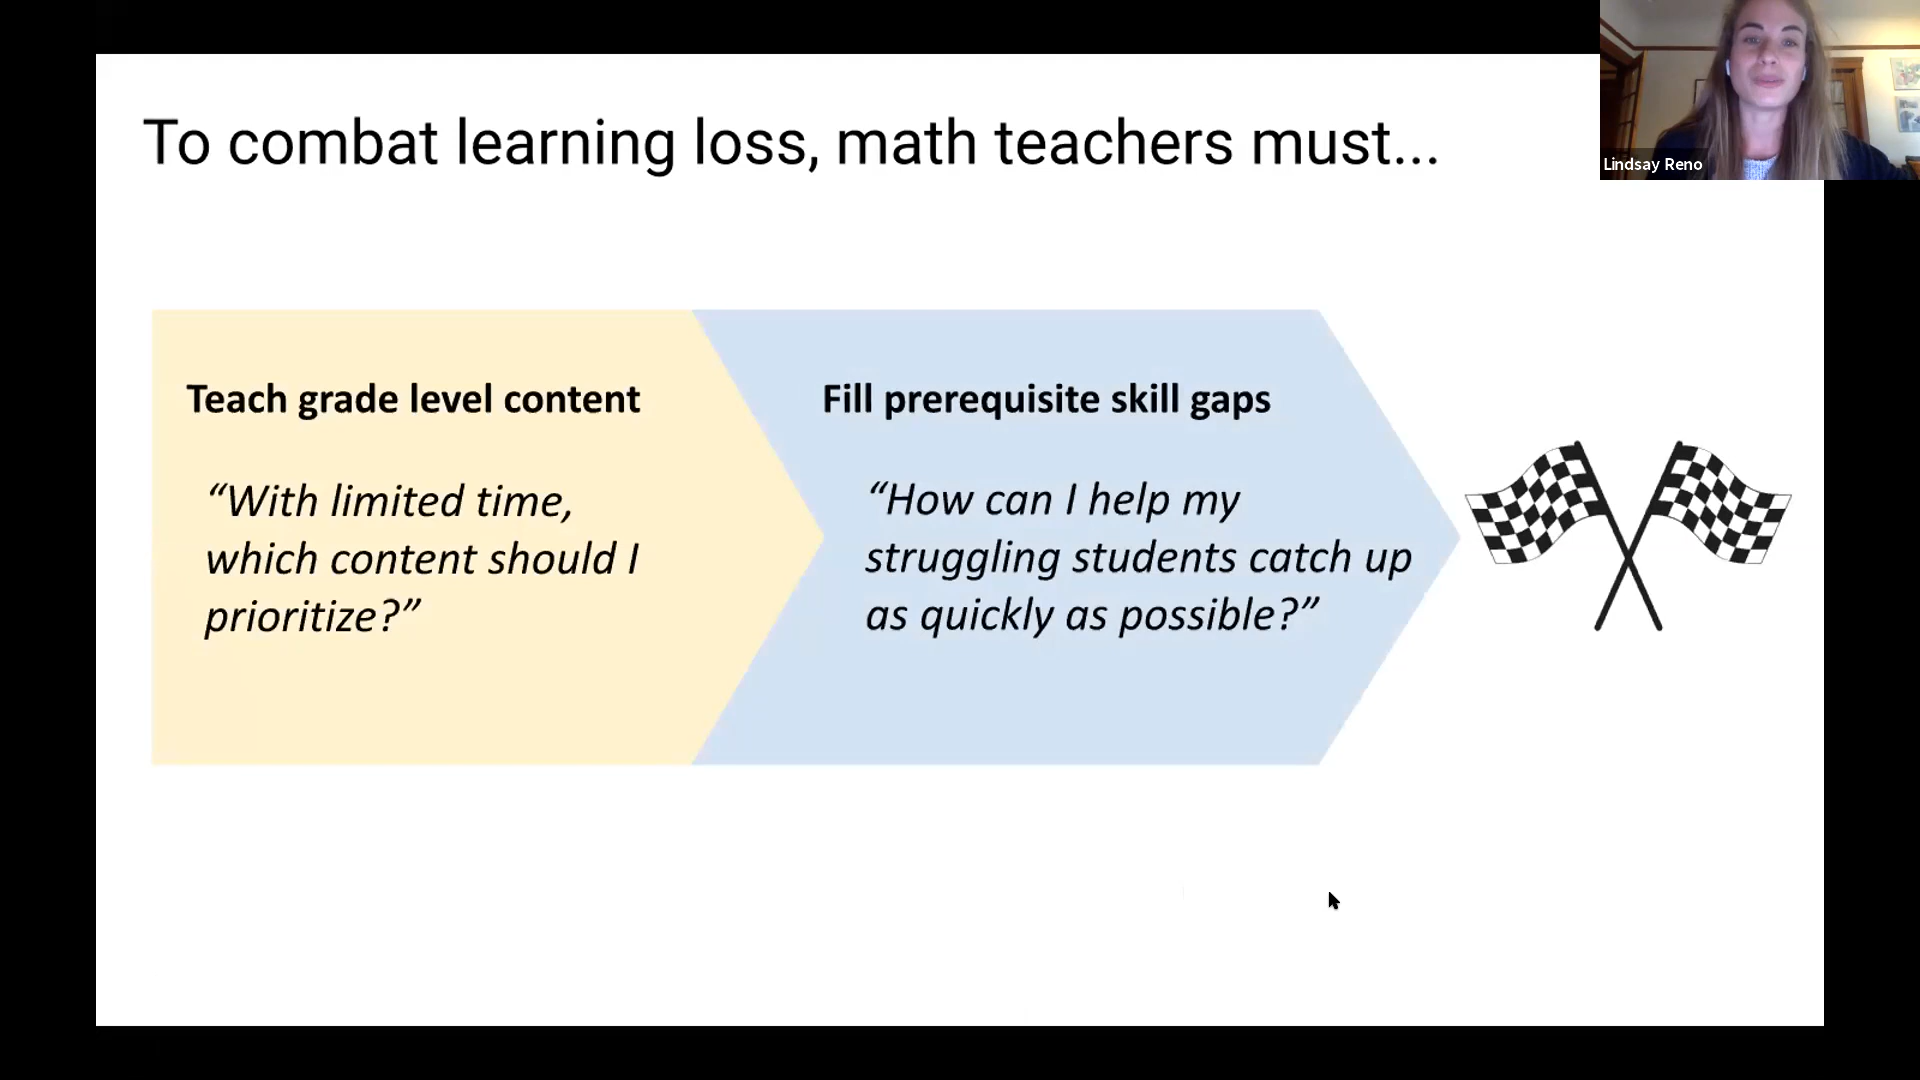 To combat learning loss, math teachers must...
Lindsay Reno
Teach grade level content
“With limited time,
which content should I
prioritize?”
Fill prerequisite skill gaps
“How can I help my
struggling students catch up
as quickly as possible?”